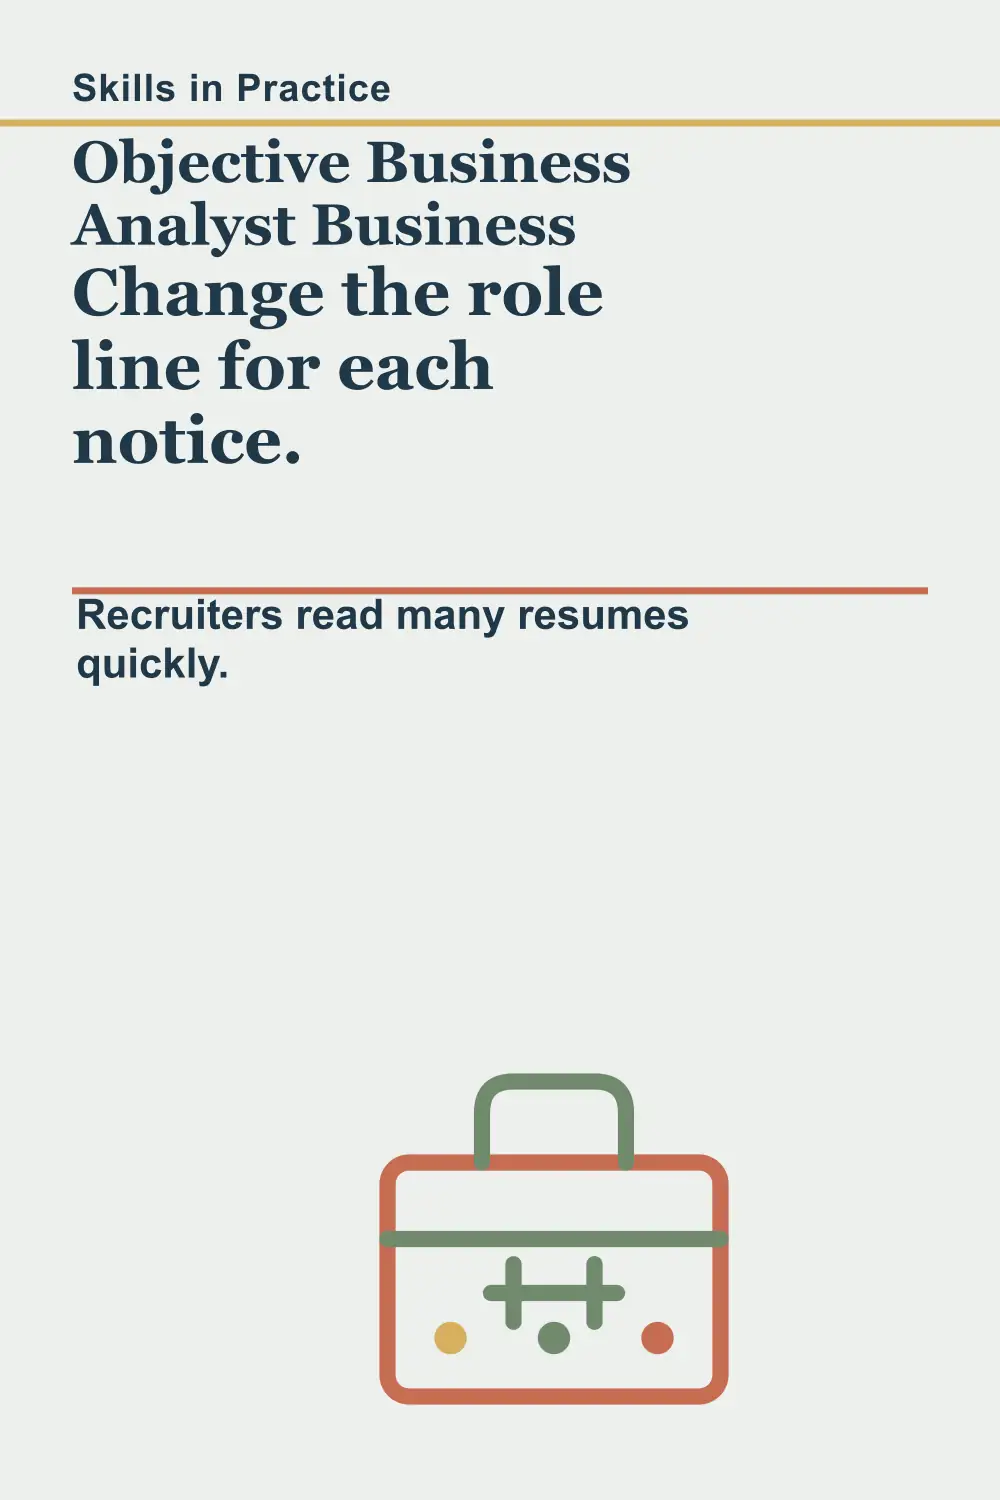 Skills in Practice
Objective Business
Analyst Business
Change the role
line for each
notice.
Recruiters read many resumes
quickly.